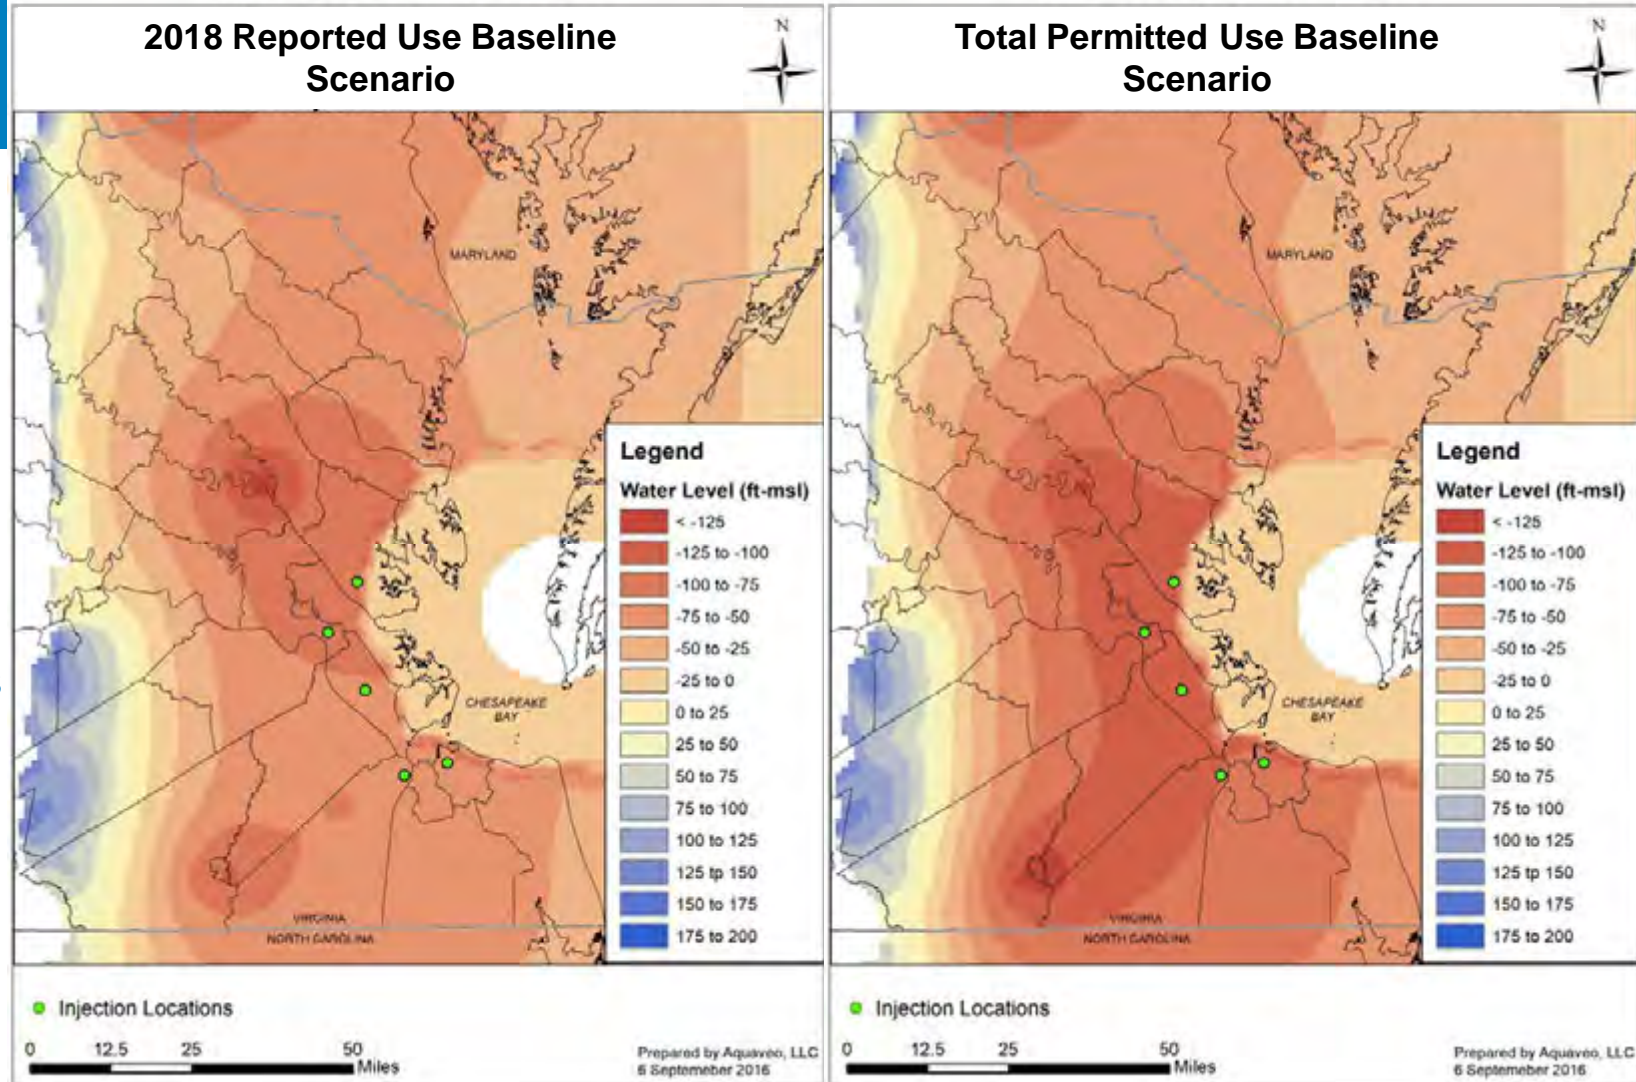 2018 Reported Use Baseline
Scenario
N
MARYLAND
CHESAPEAKE
BAY
VIRGINIA
NORTH CAROLINA
Legend
Water Level (ft-msl)
< -125
-125 to -100
-100 to -75
-75 to -50
-50 to -25
-25 to 0
0 to 25
25 to 50
50 to 75
75 to 100
100 to 125
125 tp 150
150 to 175
175 to 200
Injection Locations
0 12.5 25 50
Miles
Prepared by Aquaveo, LLC
6 Septemeber 2016
Total Permitted Use Baseline
Scenario
N
MARYLAND
CHESAPEAKE
BAY
VIRGINIA
NORTH CAROLINA
Legend
Water Level (ft-msl)
< -125
-125 to -100
-100 to -75
-75 to -50
-50 to -25
-25 to 0
0 to 25
25 to 50
50 to 75
75 to 100
100 to 125
125 tp 150
150 to 175
175 to 200
Injection Locations
0 12.5 25 50
Miles
Prepared by Aquaveo, LLC
6 Septemeber 2016